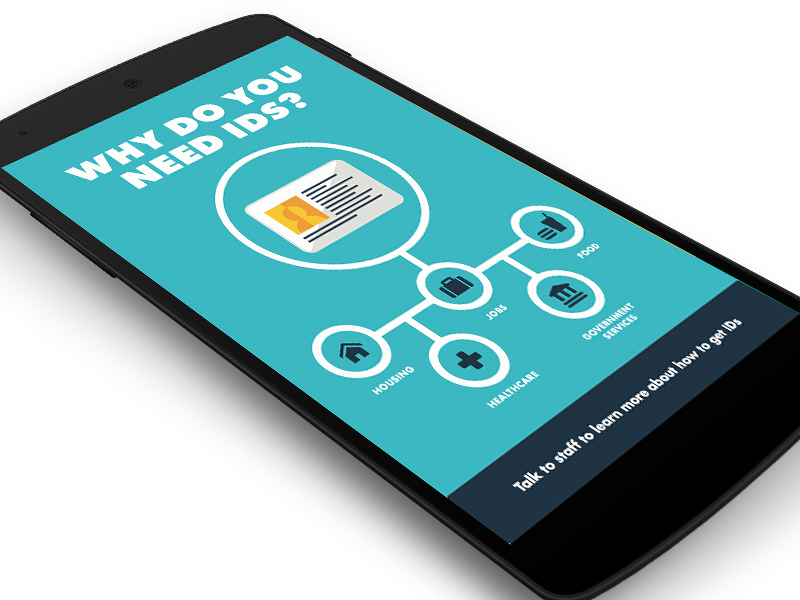 WHY DO YOU
NEED IDS?
FOOD
JOBS
GOVERNMENT
SERVICES
HOUSING
HEALTHCARE
Talk to staff to learn more about how to get IDs